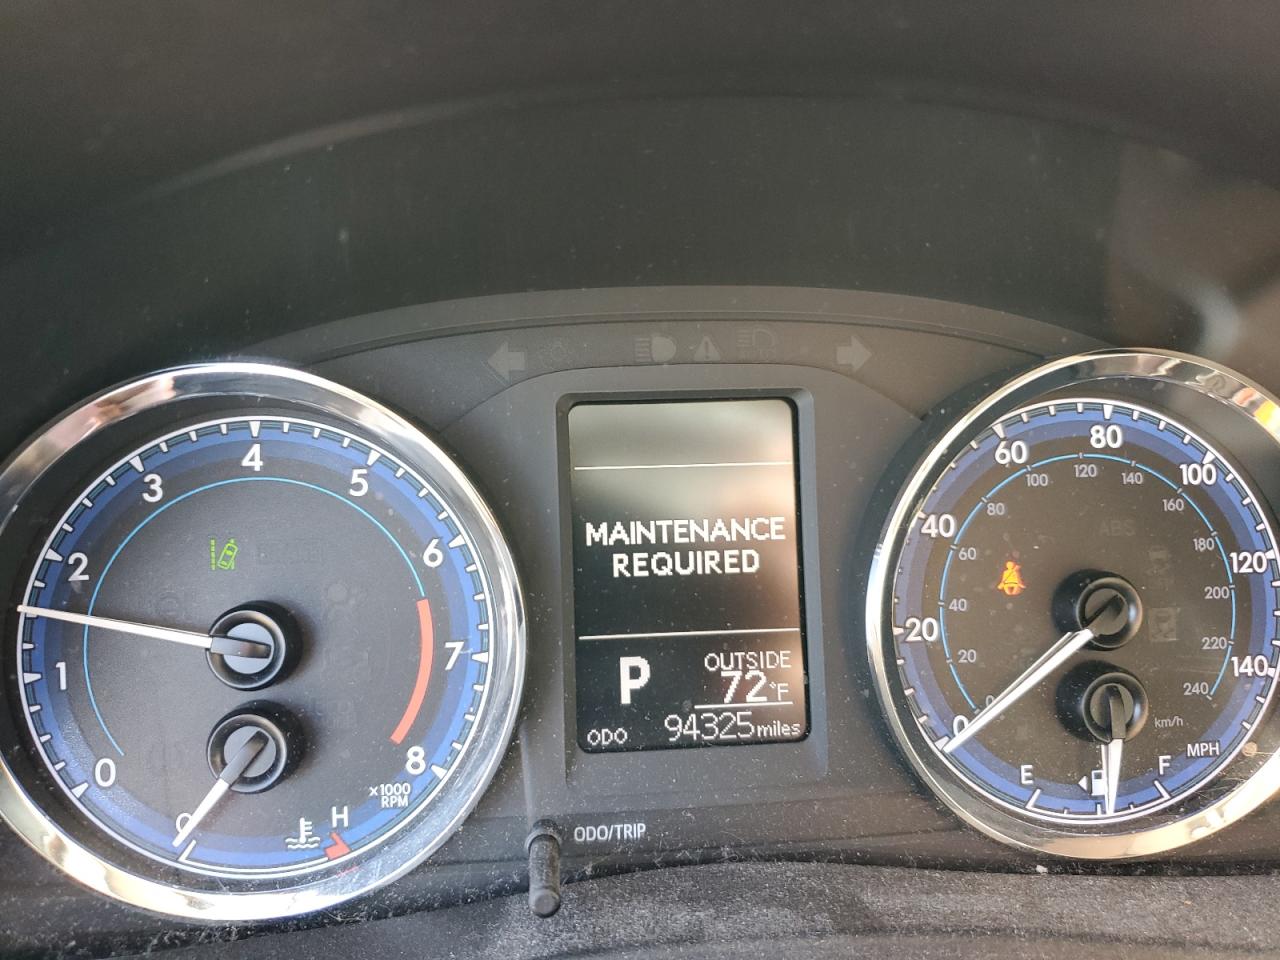 0
1
2
3
4
5
6
7
8
×1000
RPM
H
MAINTENANCE
REQUIRED
P
OUTSIDE
72°F
ODO 94325 miles
ODO/TRIP
0
20
40
60
80
100
120
140
MPH
0
20
40
60
80
100
120
140
160
180
200
220
240
km/h
ABS
E
F